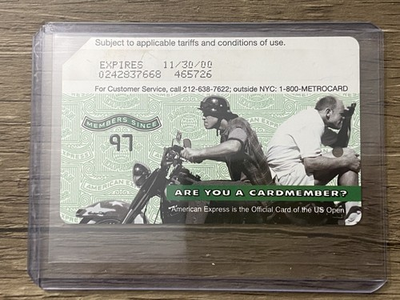 Subject to applicable tariffs and conditions of use.
EXPIRES 11/30/00
0242837668 465726
For Customer Service, call 212-638-7622; outside NYC: 1-800-METROCARD
MEMBERS SINCE
97
ARE YOU A CARDMEMBER?
American Express is the Official Card of the US Open